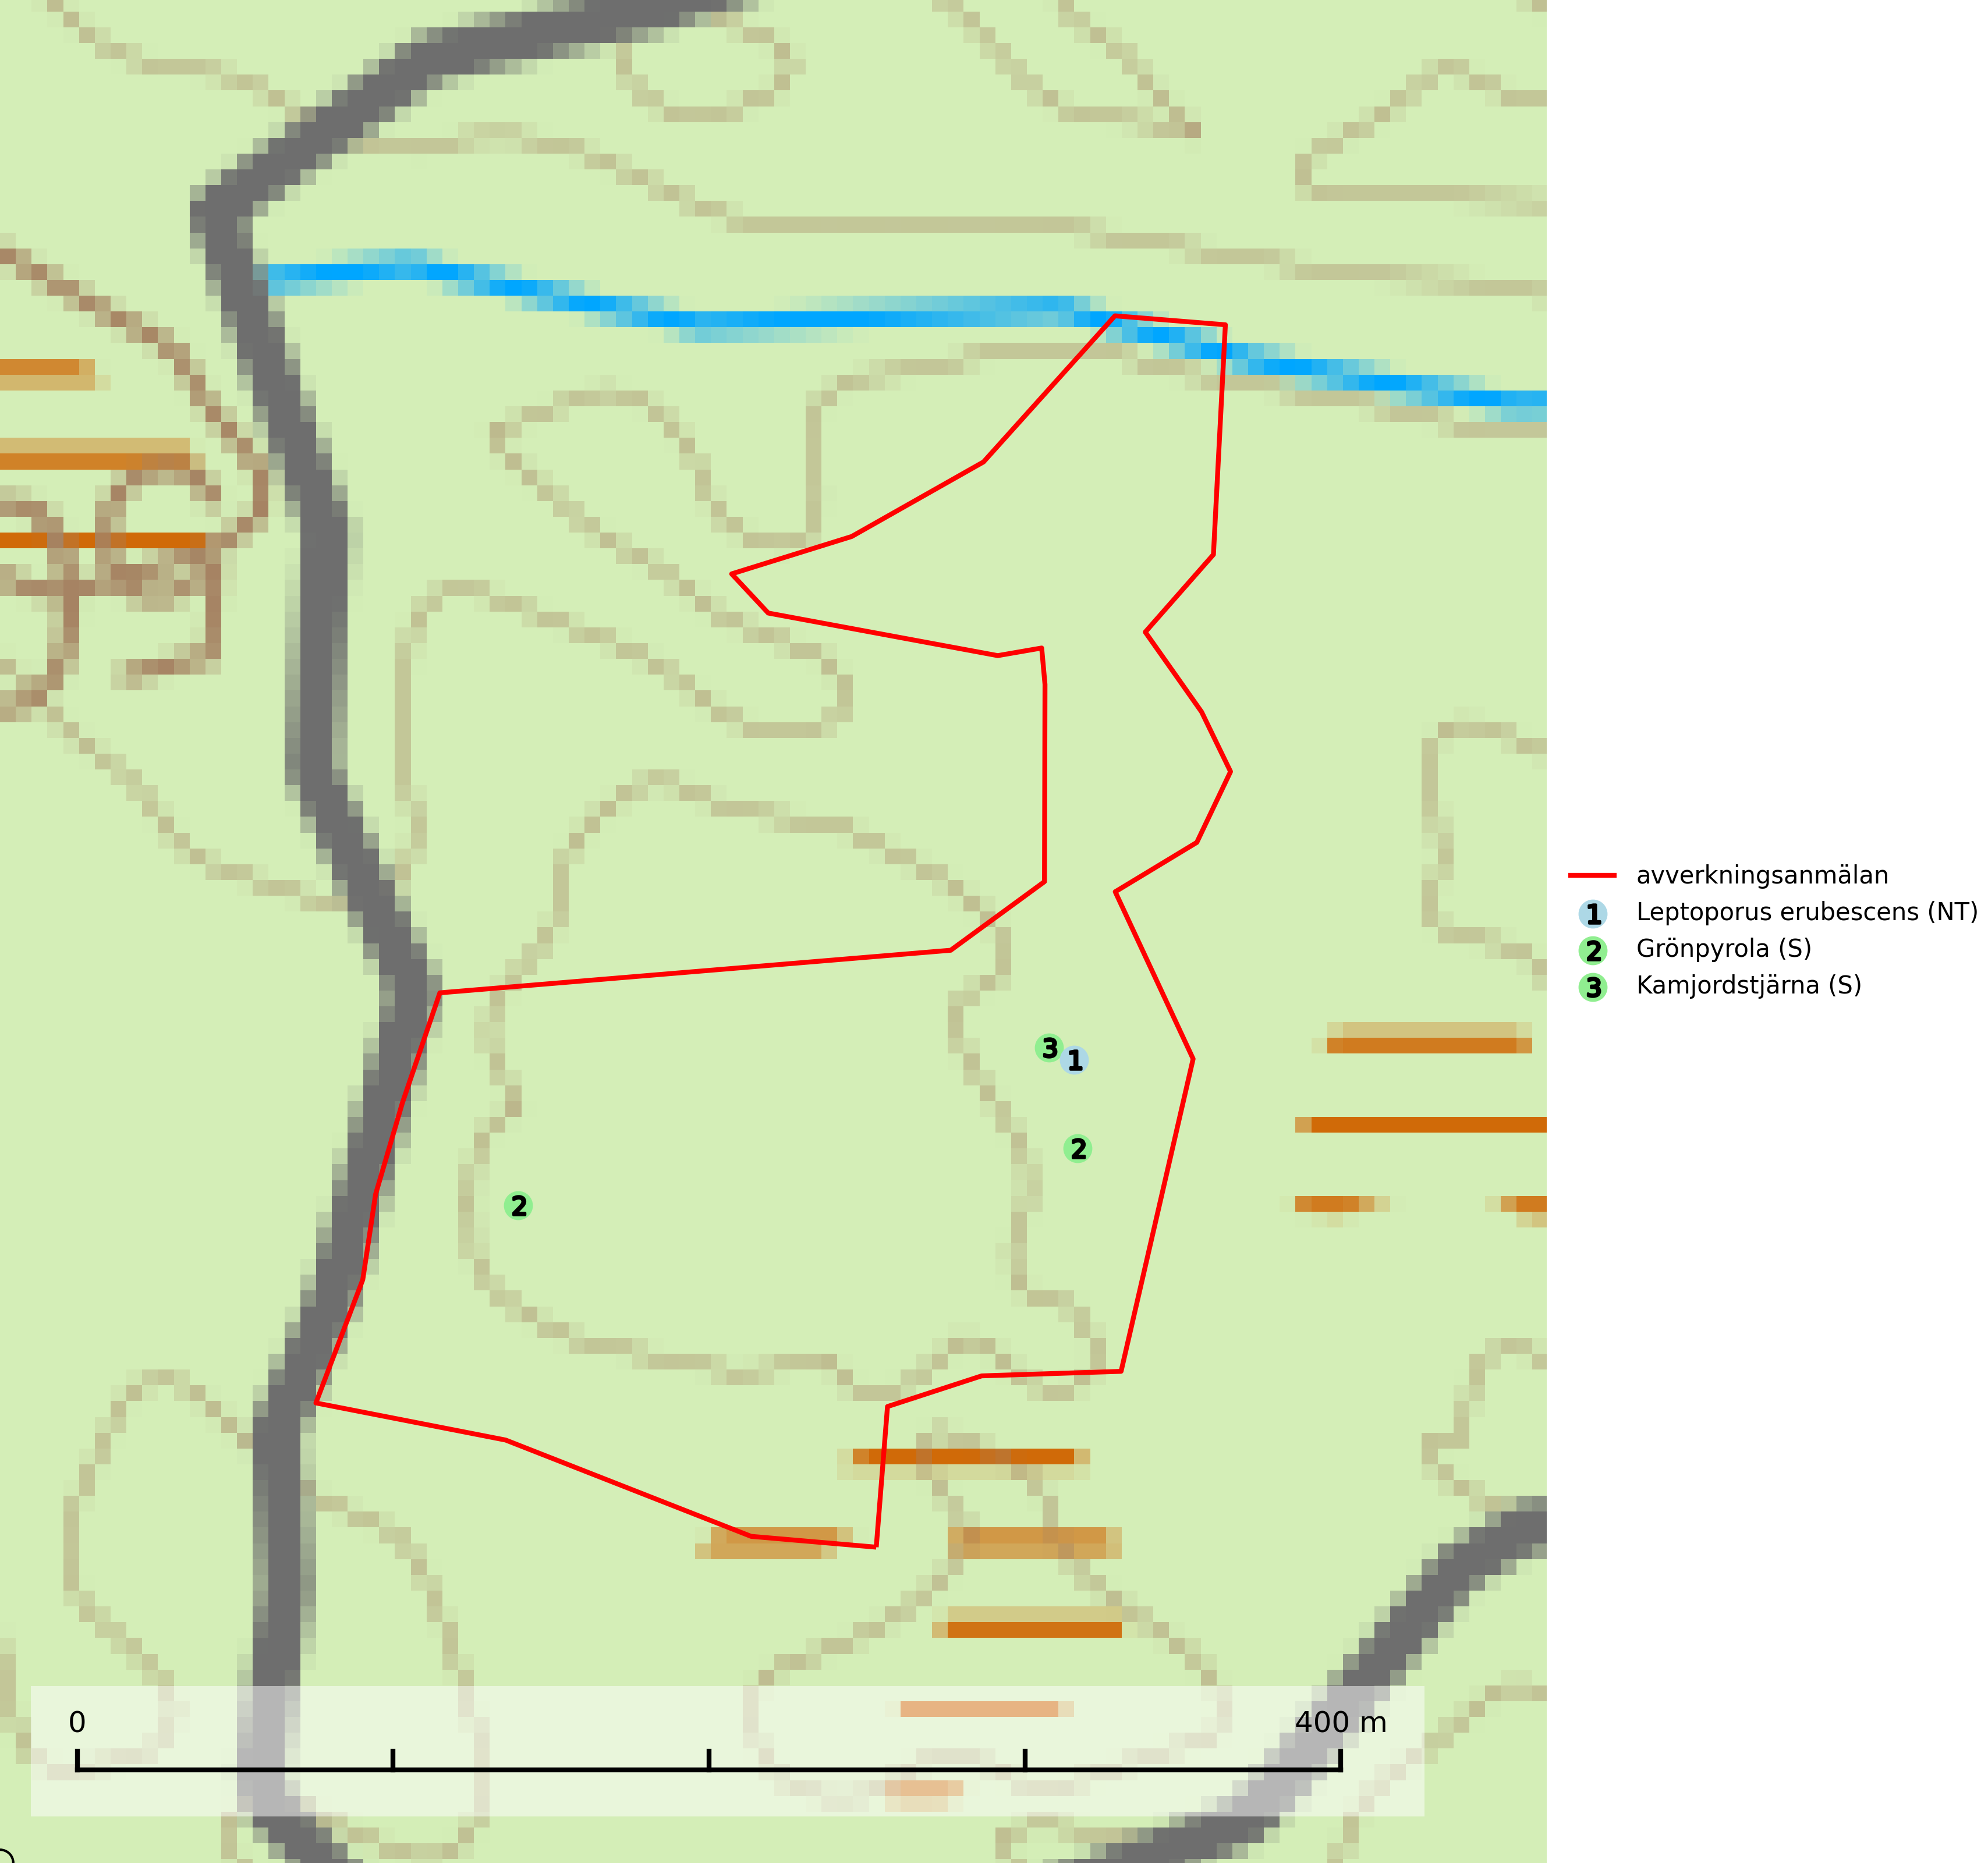 avverkningsanmälan
1 Leptoporus erubescens (NT)
2 Grönpyrola (S)
3 Kamjordstjärna (S)
3
1
2
2
0 400 m